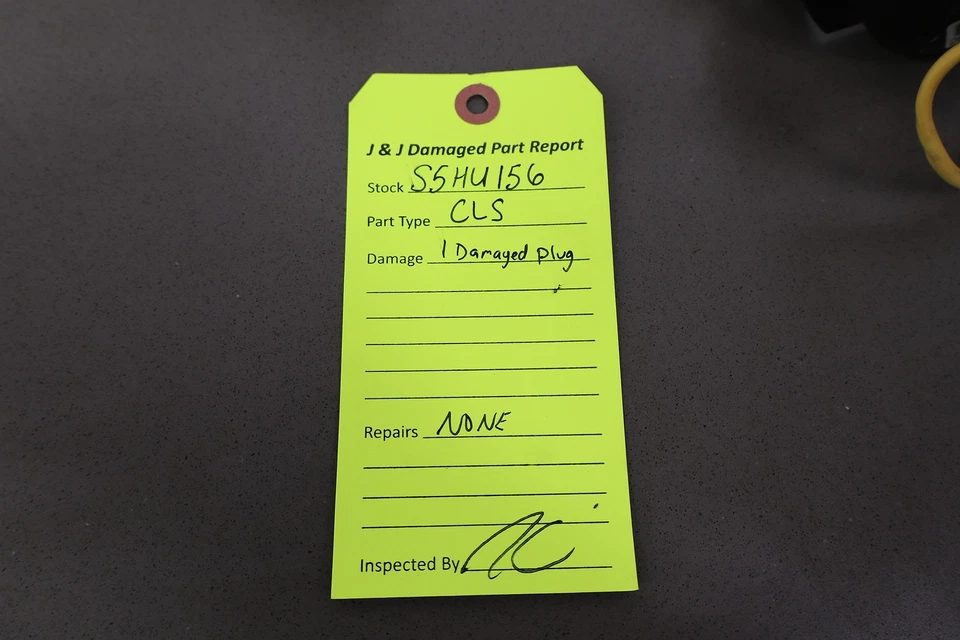 J & J Damaged Part Report
Stock S5HU156
Part Type CLS
Damage 1 Damaged Plug
Repairs NONE
Inspected By